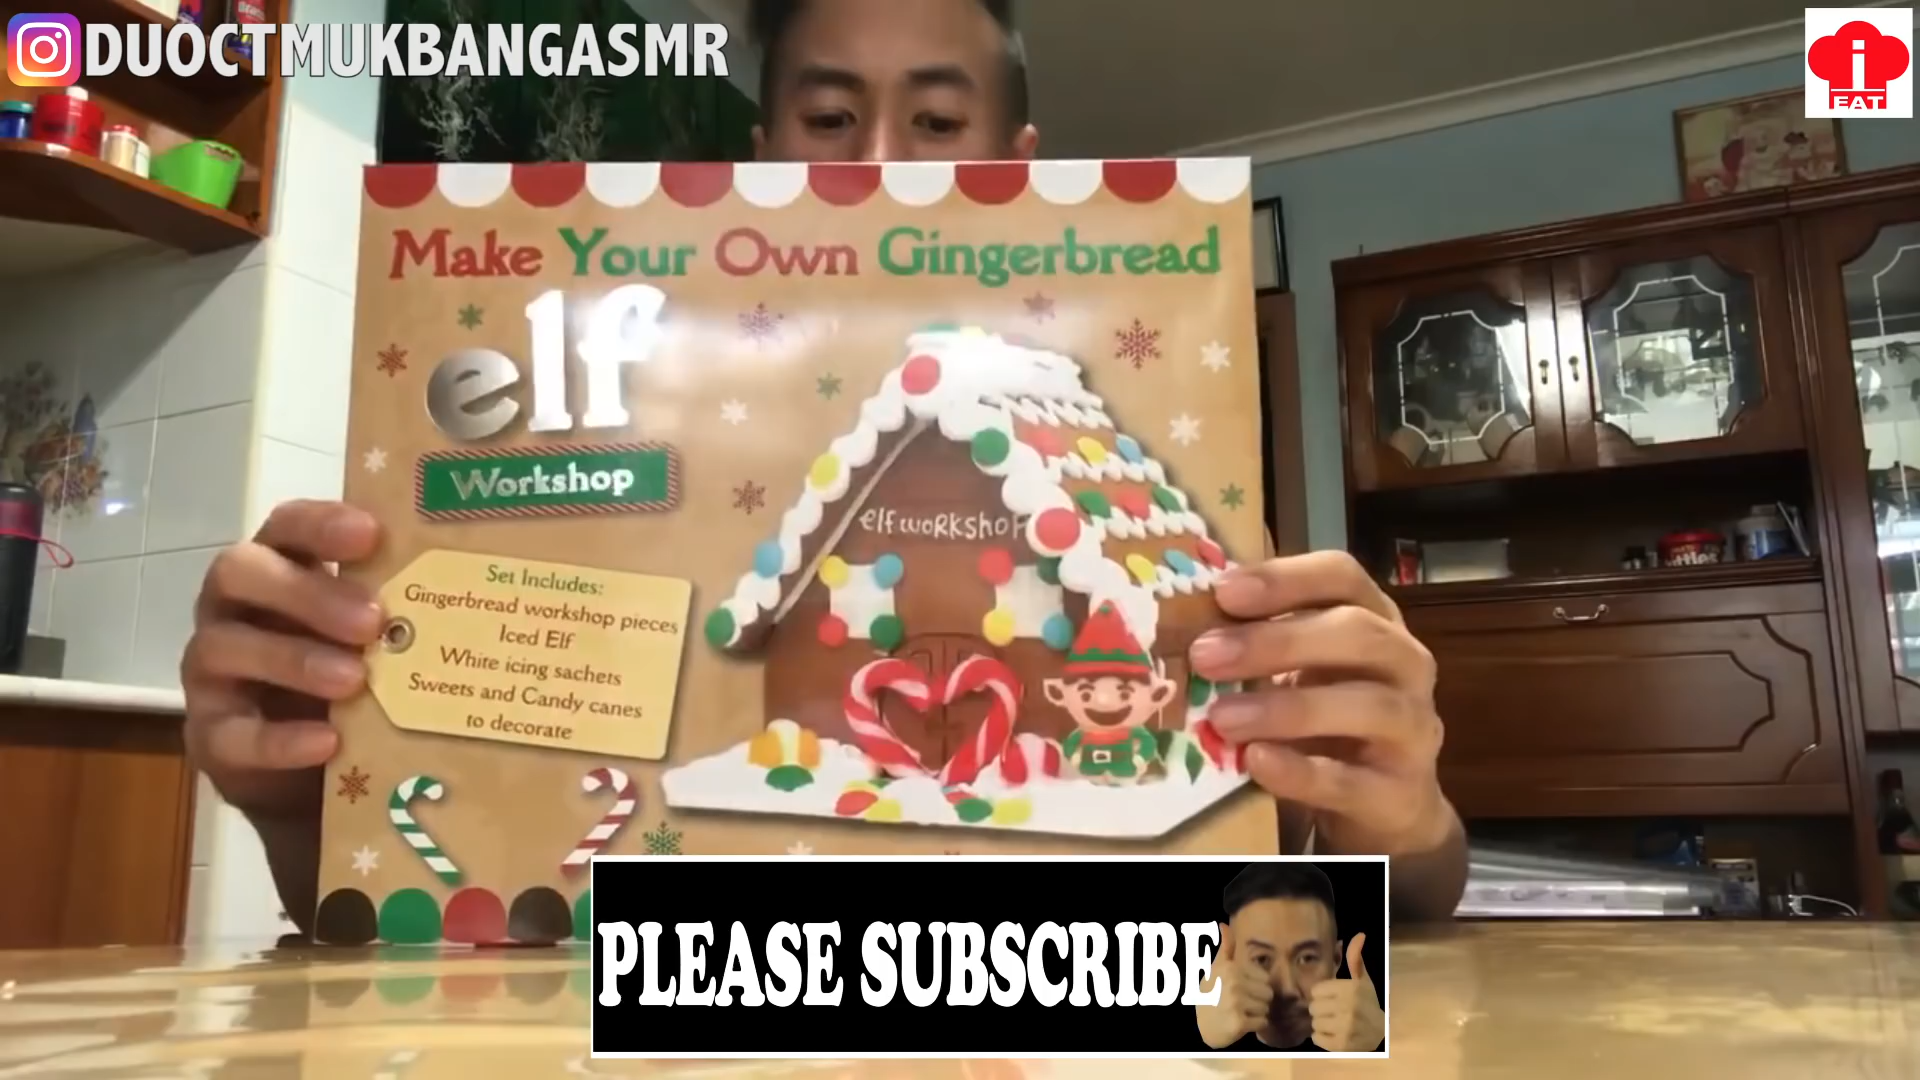 DUOCTMUKBANGASMR
i
EAT
Make Your Own Gingerbread
elf
Workshop
elf woRkshoP
Set Includes:
Gingerbread workshop pieces
Iced Elf
White icing sachets
Sweets and Candy canes
to decorate
PLEASE SUBSCRIBE